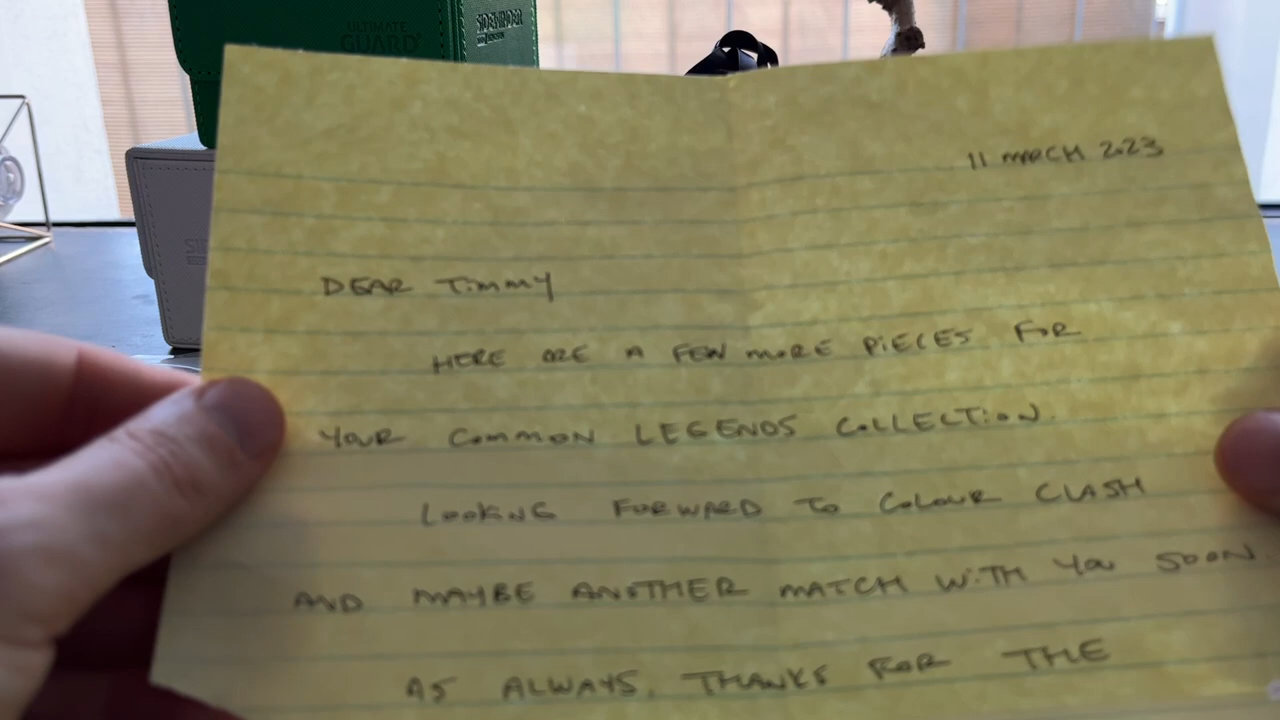 ULTIMATE
GUARD
SIDEWINDER
11 MARCH 2023
DEAR Timmy
HERE ARE A FEW MORE PIECES FOR
YOUR COMMON LEGENDS COLLECTION.
LOOKING FORWARD TO COLOUR CLASH
AND MAYBE ANOTHER MATCH WITH YOU SOON.
AS ALWAYS, THANKS FOR THE